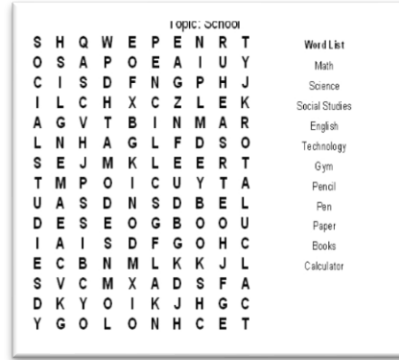 Topic: School
S H Q W E P E N R T
O S A P O E A I U Y
C I S D F N G P H J
I L C H X C Z L E K
A G V T B I N M A R
L N H A G L F D S O
S E J M K L E E R T
T M P O I C U Y T A
U A S D N S D B E L
D E S E O G B O O U
I A I S D F G O H C
E C B N M L K K J L
S V C M X A D S F A
D K Y O I K J H G C
Y G O L O N H C E T
Word List
Math
Science
Social Studies
English
Technology
Gym
Pencil
Pen
Paper
Books
Calculator